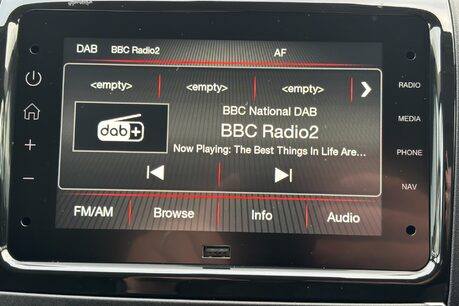 DAB BBC Radio2 AF
<empty> <empty> <empty>
dab+
BBC National DAB
BBC Radio2
Now Playing: The Best Things In Life Are...
FM/AM Browse Info Audio
RADIO
MEDIA
PHONE
NAV